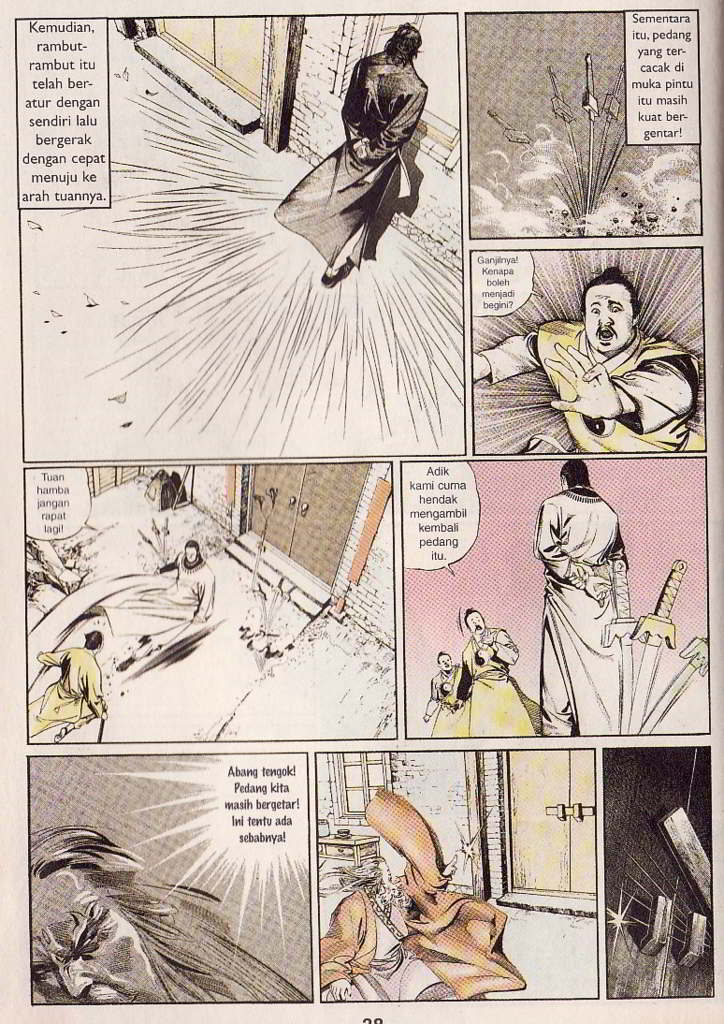 Kemudian,
rambut-
rambut itu
telah ber-
atur dengan
sendiri lalu
bergerak
dengan cepat
menuju ke
arah tuannya.
Sementara
itu, pedang
yang ter-
cacak di
muka pintu
itu masih
kuat ber-
gentar!
Ganjilnya!
Kenapa
boleh
menjadi
begini?
Tuan
hamba
jangan
rapat
lagi!
Adik
kami cuma
hendak
mengambil
kembali
pedang
itu.
Abang tengok!
Pedang kita
masih bergetar!
Ini tentu ada
sebabnya!